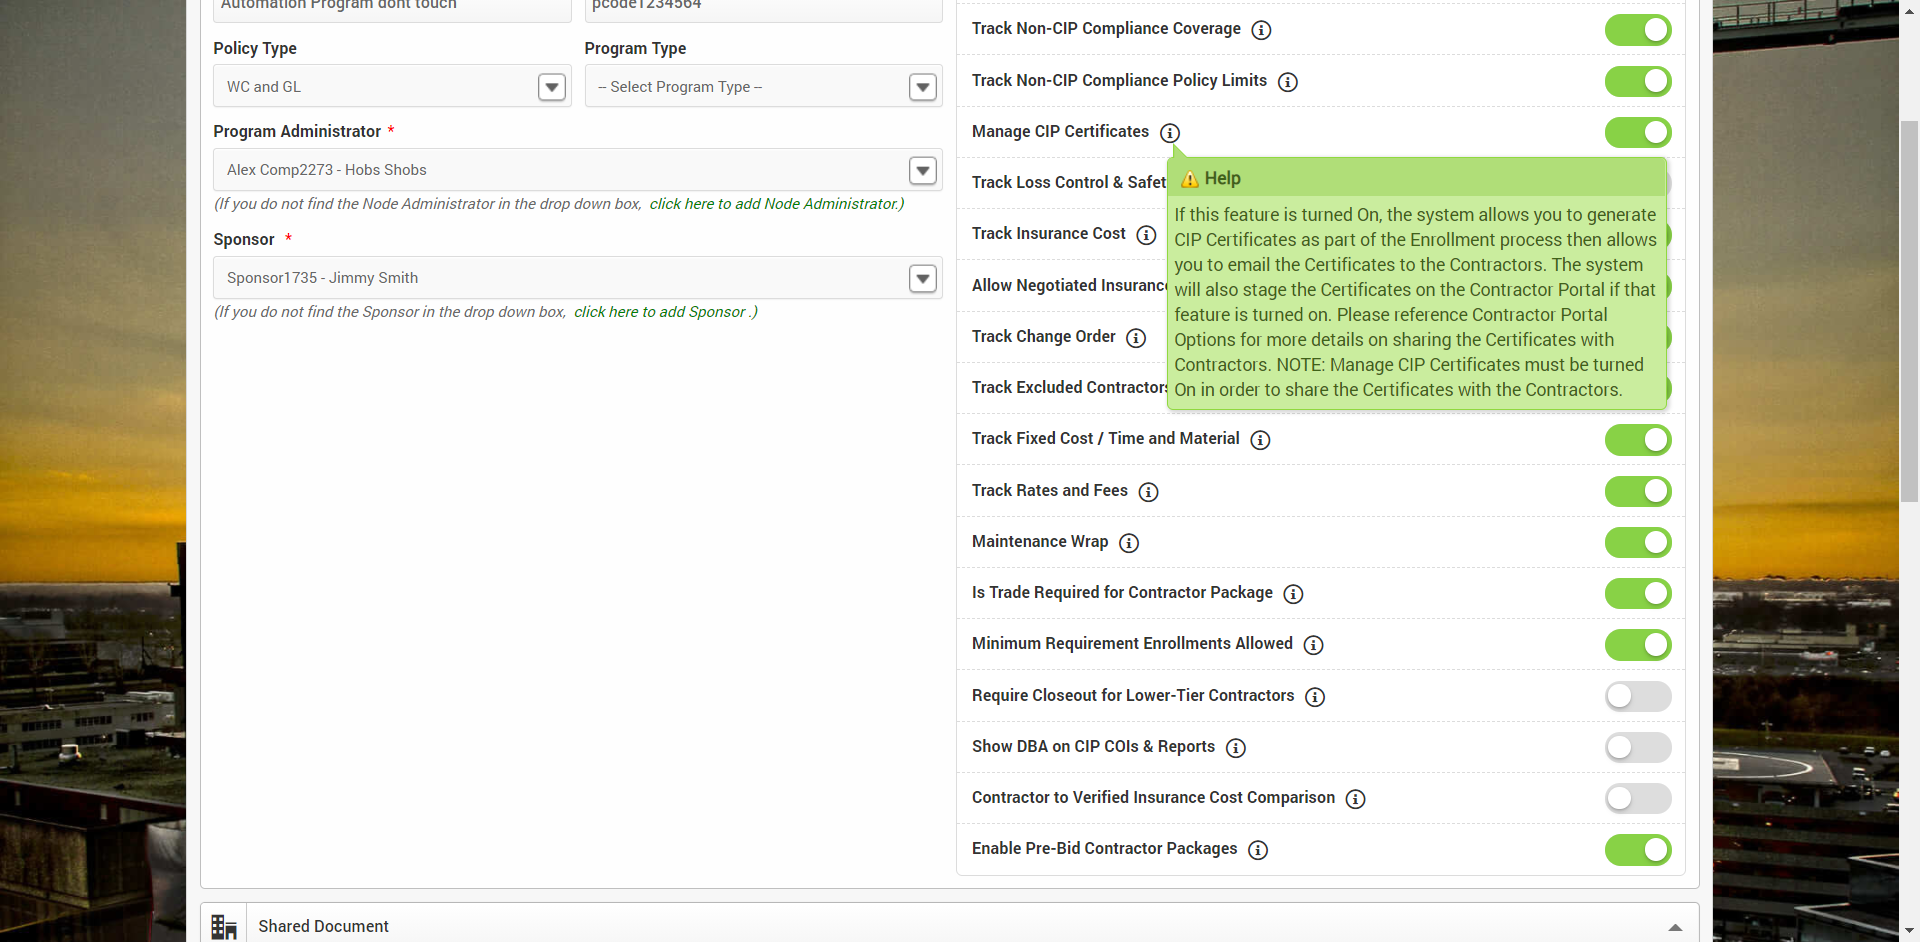 Automation Program dont touch
pcode1234564
Policy Type
Program Type
WC and GL
-- Select Program Type --
Program Administrator *
Alex Comp2273 - Hobs Shobs
(If you do not find the Node Administrator in the drop down box, click here to add Node Administrator.)
Sponsor *
Sponsor1735 - Jimmy Smith
(If you do not find the Sponsor in the drop down box, click here to add Sponsor .)
Track Non-CIP Compliance Coverage
Track Non-CIP Compliance Policy Limits
Manage CIP Certificates
Track Loss Control & Safet
Track Insurance Cost
Allow Negotiated Insurance
Track Change Order
Track Excluded Contractors
Help
If this feature is turned On, the system allows you to generate
CIP Certificates as part of the Enrollment process then allows
you to email the Certificates to the Contractors. The system
will also stage the Certificates on the Contractor Portal if that
feature is turned on. Please reference Contractor Portal
Options for more details on sharing the Certificates with
Contractors. NOTE: Manage CIP Certificates must be turned
On in order to share the Certificates with the Contractors.
Track Fixed Cost / Time and Material
Track Rates and Fees
Maintenance Wrap
Is Trade Required for Contractor Package
Minimum Requirement Enrollments Allowed
Require Closeout for Lower-Tier Contractors
Show DBA on CIP COIs & Reports
Contractor to Verified Insurance Cost Comparison
Enable Pre-Bid Contractor Packages
Shared Document